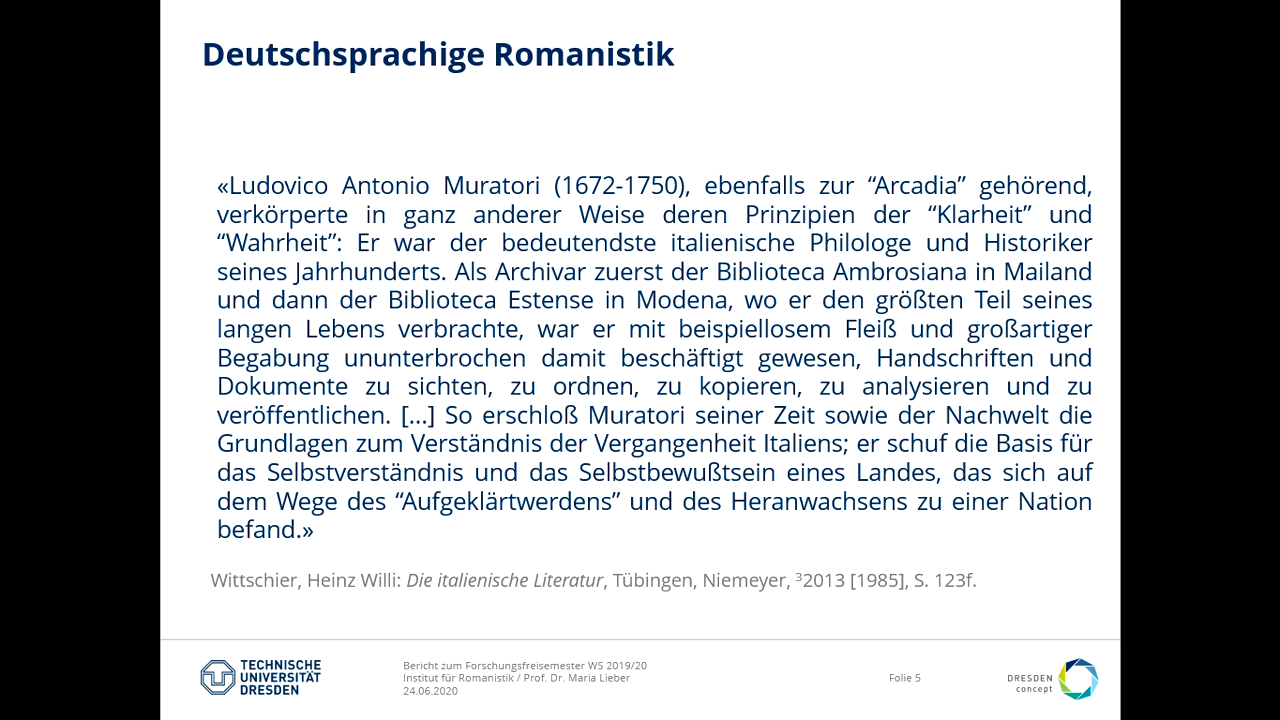 Deutschsprachige Romanistik
«Ludovico Antonio Muratori (1672-1750), ebenfalls zur “Arcadia” gehörend,
verkörperte in ganz anderer Weise deren Prinzipien der “Klarheit” und
“Wahrheit”: Er war der bedeutendste italienische Philologe und Historiker
seines Jahrhunderts. Als Archivar zuerst der Biblioteca Ambrosiana in Mailand
und dann der Biblioteca Estense in Modena, wo er den größten Teil seines
langen Lebens verbrachte, war er mit beispiellosem Fleiß und großartiger
Begabung ununterbrochen damit beschäftigt gewesen, Handschriften und
Dokumente zu sichten, zu ordnen, zu kopieren, zu analysieren und zu
veröffentlichen. [...] So erschloß Muratori seiner Zeit sowie der Nachwelt die
Grundlagen zum Verständnis der Vergangenheit Italiens; er schuf die Basis für
das Selbstverständnis und das Selbstbewußtsein eines Landes, das sich auf
dem Wege des “Aufgeklärtwerdens” und des Heranwachsens zu einer Nation
befand.»
Wittschier, Heinz Willi: Die italienische Literatur, Tübingen, Niemeyer, ³2013 [1985], S. 123f.
TECHNISCHE
UNIVERSITÄT
DRESDEN
Bericht zum Forschungsfreisemester WS 2019/20
Institut für Romanistik / Prof. Dr. Maria Lieber
24.06.2020
Folie 5
DRESDEN
concept